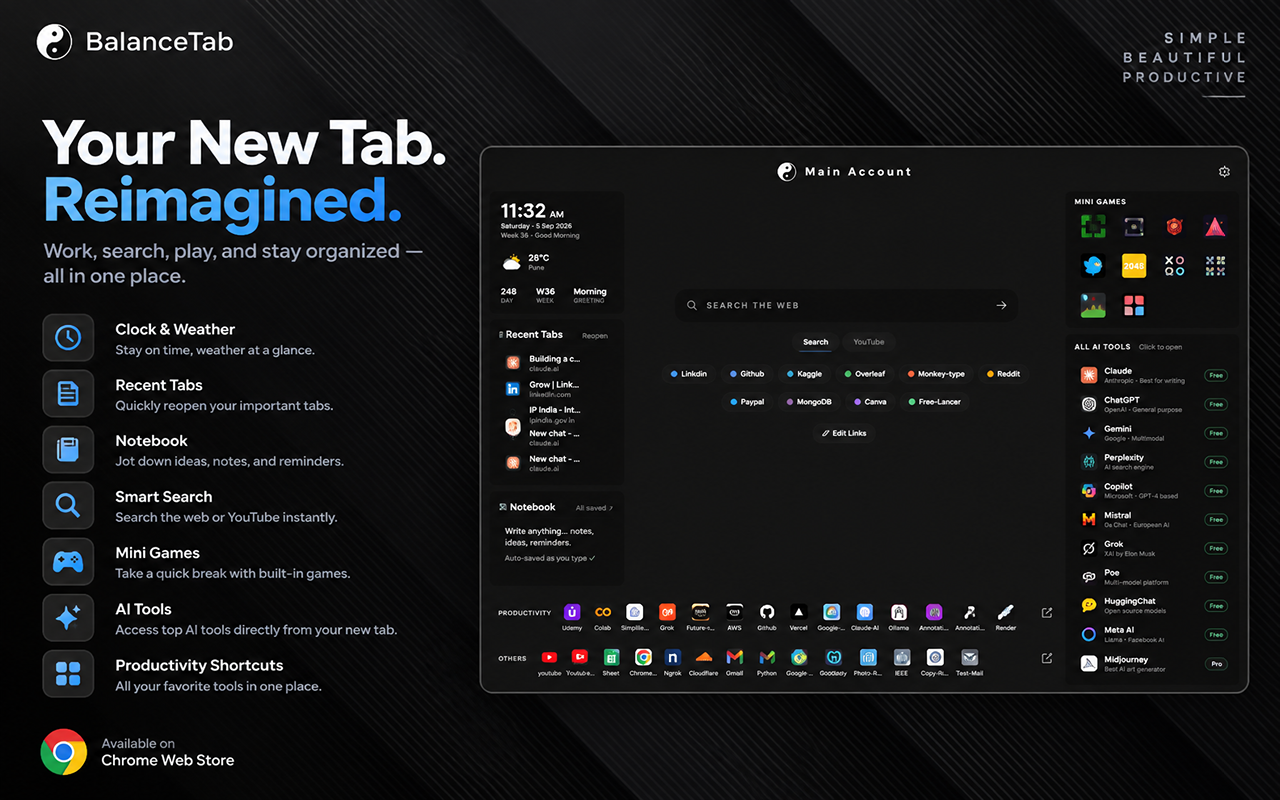 BalanceTab
SIMPLE
BEAUTIFUL
PRODUCTIVE
Your New Tab.
Reimagined.
Work, search, play, and stay organized —
all in one place.
Clock & Weather
Stay on time, weather at a glance.
Recent Tabs
Quickly reopen your important tabs.
Notebook
Jot down ideas, notes, and reminders.
Smart Search
Search the web or YouTube instantly.
Mini Games
Take a quick break with built-in games.
AI Tools
Access top AI tools directly from your new tab.
Productivity Shortcuts
All your favorite tools in one place.
Available on
Chrome Web Store
Main Account
11:32 AM
Saturday - 5 Sep 2026
Week 36 - Good Morning
28°C
Pune
248 W36 Morning
DAY WEEK GREETING
Recent Tabs Reopen
Building a c...
claude.ai
Grow | Link...
linkedin.com
IP India - Int...
ipindia.gov.in
New chat - ...
claude.ai
New chat - ...
claude.ai
Notebook All saved
Write anything... notes,
ideas, reminders.
Auto-saved as you type ✓
SEARCH THE WEB
Search YouTube
Linkdin Github Kaggle Overleaf Monkey-type Reddit
Paypal MongoDB Canva Free-Lancer
Edit Links
PRODUCTIVITY
Udemy Colab Simplile... Grok Future-s... AWS Github Vercel Google-... Claude-AI Ollama Annotati... Annotati... Render
OTHERS
youtube Youtube... Sheet Chrome... Ngrok Cloudflare Gmail Python Google ... Goddady Photo-R... IEEE Copy-Ri... Test-Mail
MINI GAMES
2048
ALL AI TOOLS Click to open
Claude
Anthropic • Best for writing
Free
ChatGPT
OpenAI • General purpose
Free
Gemini
Google • Multimodal
Free
Perplexity
AI search engine
Free
Copilot
Microsoft • GPT-4 based
Free
Mistral
Chat • European AI
Free
Grok
XAI by Elon Musk
Free
Poe
Multi-model platform
Free
HuggingChat
Open source models
Free
Meta AI
Llama • Facebook AI
Free
Midjourney
Best AI art generator
Pro